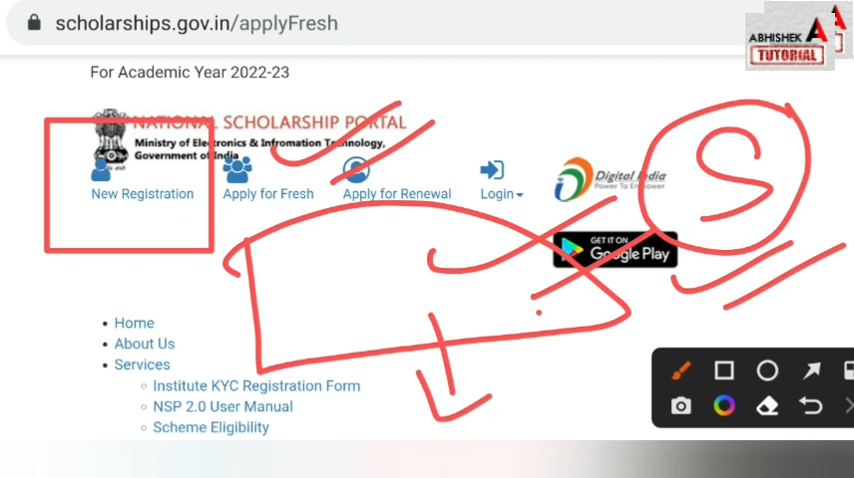 scholarships.gov.in/applyFresh
ABHISHEK A
TUTORIAL
For Academic Year 2022-23
NATIONAL SCHOLARSHIP PORTAL
Ministry of Electronics & Infromation Technology,
Government of India
New Registration
Apply for Fresh
Apply for Renewal
Login
Digital India
Power To Empower
S
GET IT ON
Google Play
Home
About Us
Services
Institute KYC Registration Form
NSP 2.0 User Manual
Scheme Eligibility